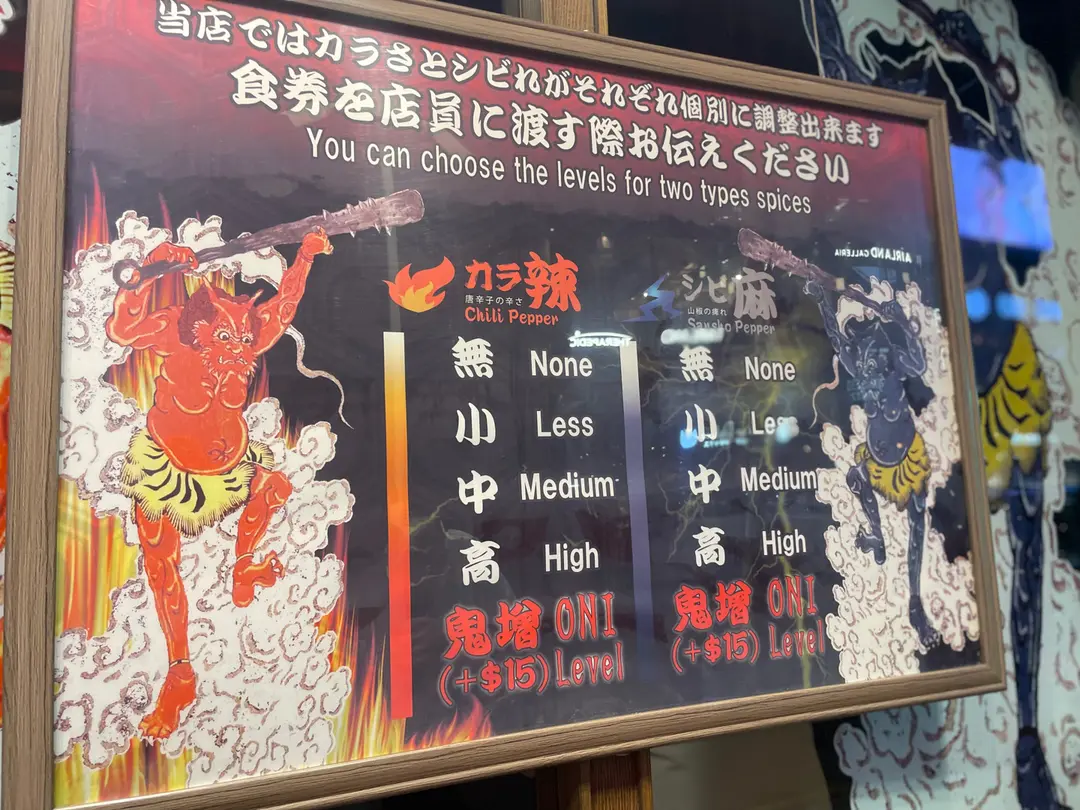 当店ではカラさとシビれがそれぞれ個別に調整出来ます
食券を店員に渡す際お伝えください
You can choose the levels for two types spices
カラ辣
唐辛子の辛さ
Chili Pepper
無 None
小 Less
中 Medium
高 High
鬼増 ONI
(+$15) Level
シビ麻
山椒の痺れ
Sansho Pepper
無 None
小 Less
中 Medium
高 High
鬼増 ONI
(+$15) Level
AIRLAND GALLERIA
THERAPEDIC